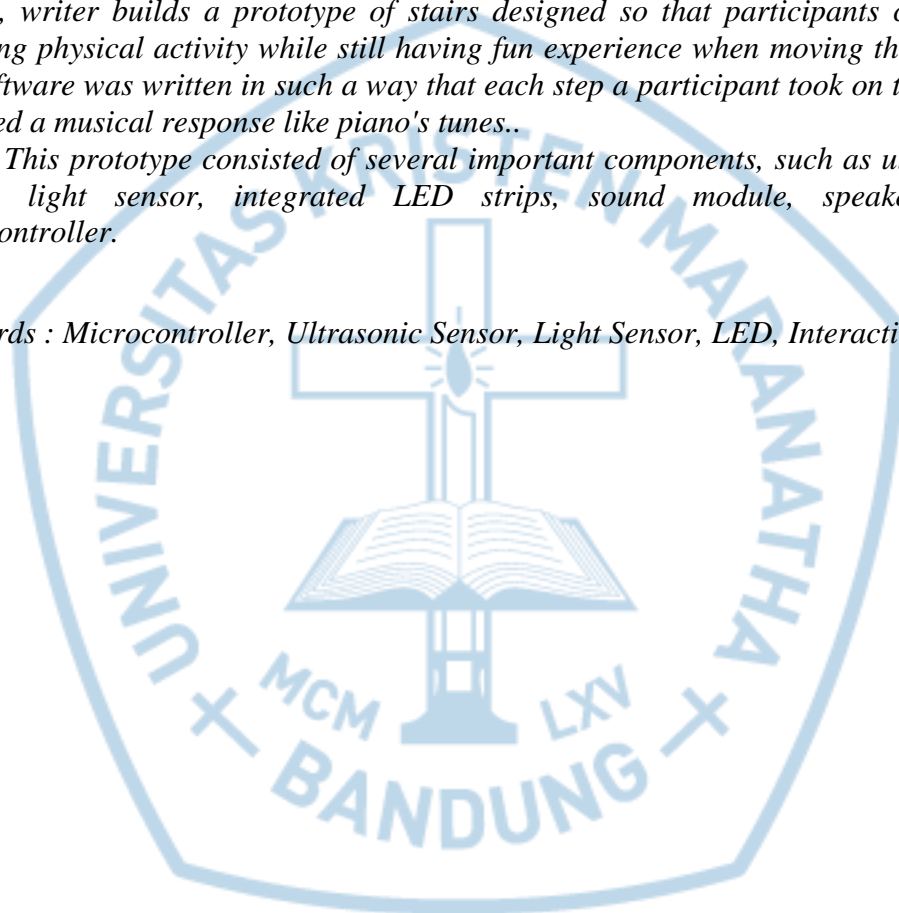 , writer builds a prototype of stairs designed so that participants
ng physical activity while still having fun experience when moving
ftware was written in such a way that each step a participant took on
ed a musical response like piano's tunes..
This prototype consisted of several important components, such as
light sensor, integrated LED strips, sound module,
ontroller.
rds : Microcontroller, Ultrasonic Sensor, Light Sensor, LED,
UNIVERSITAS KRISTEN MARANATHA
MCM LXV
BANDUNG